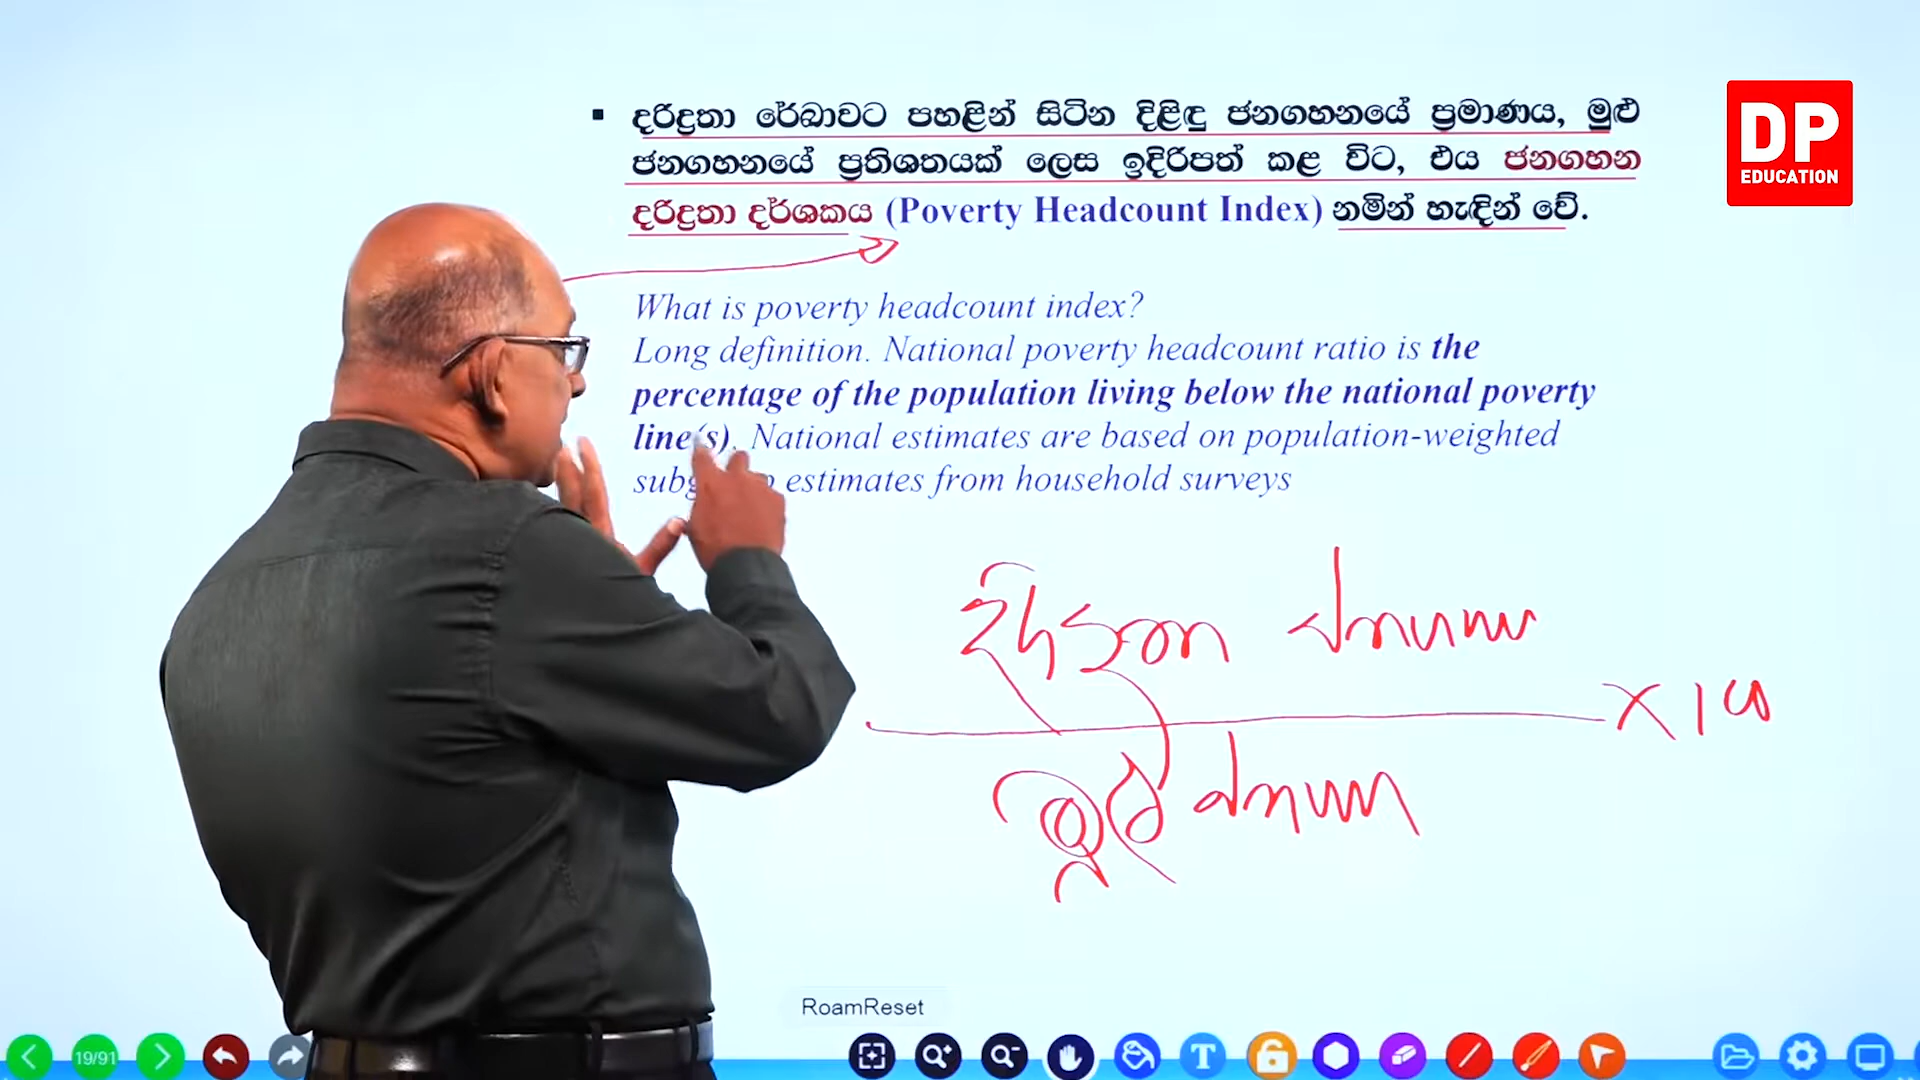 ▪ දරිද්‍රතා රේඛාවට පහළින් සිටින දිළිඳු ජනගහනයේ ප්‍රමාණය, මුළු
ජනගහනයේ ප්‍රතිශතයක් ලෙස ඉදිරිපත් කළ විට, එය ජනගහන
දරිද්‍රතා දර්ශකය (Poverty Headcount Index) නමින් හැඳින් වේ.
DP
EDUCATION
What is poverty headcount index?
Long definition. National poverty headcount ratio is the
percentage of the population living below the national poverty
line(s). National estimates are based on population-weighted
estimates from household surveys
ජනගහනය
× 100
මුළු ජනගහනය
RoamReset
19/91
T